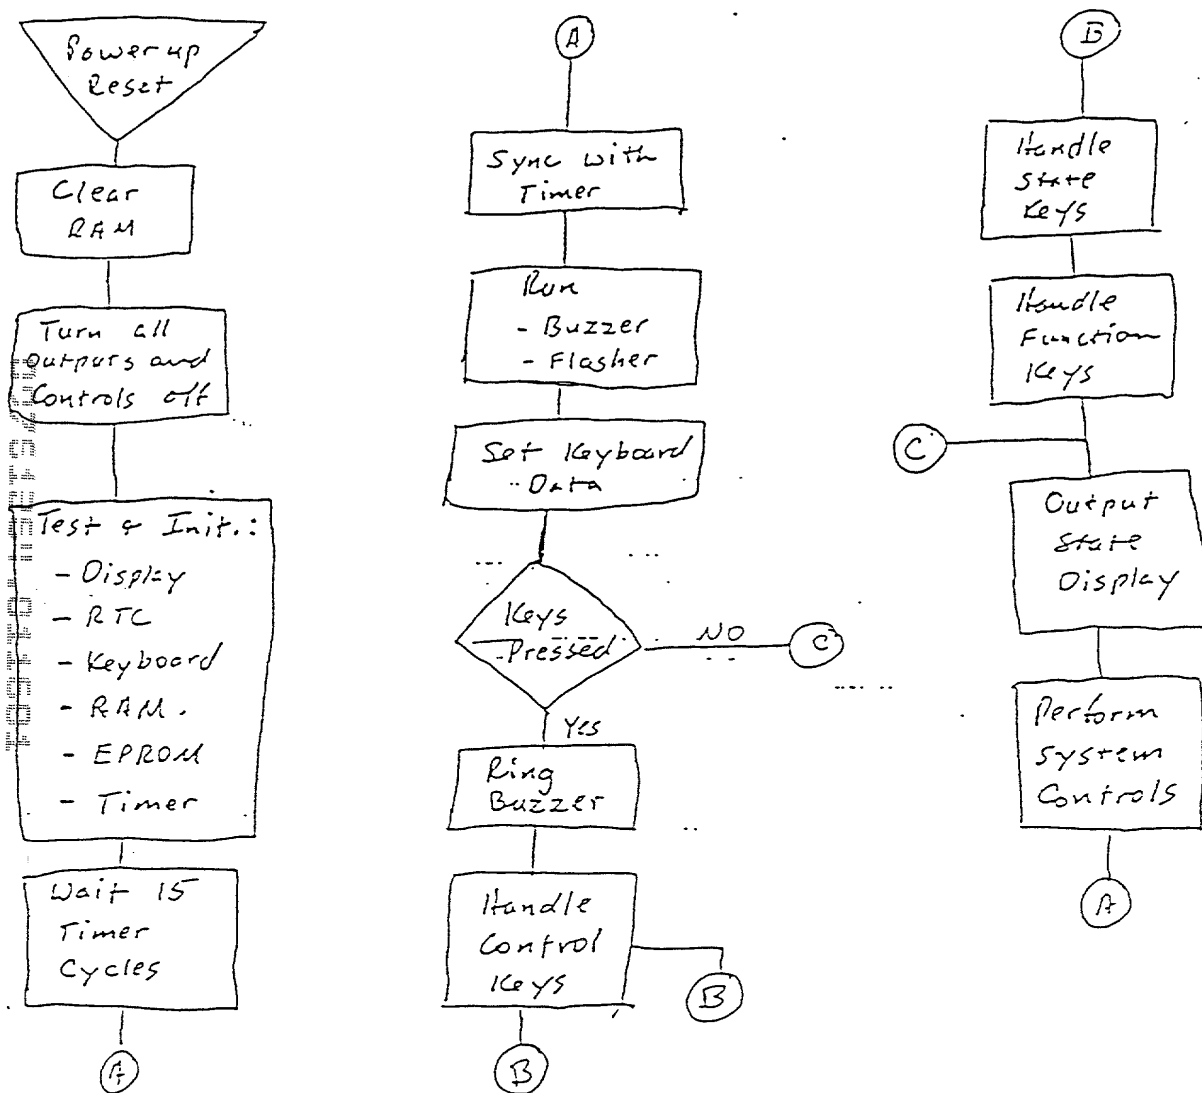 Power up
Reset
Clear
RAM
Turn all
outputs and
Controls off
Test & Init.:
- Display
- RTC
- Keyboard
- RAM.
- EPROM
- Timer
Wait 15
Timer
Cycles
A
A
Sync with
Timer
Run
- Buzzer
- Flasher
Set Keyboard
Data
Keys
Pressed
NO
C
Yes
Ring
Buzzer
Handle
Control
Keys
B
B
B
Handle
State
Keys
Handle
Function
Keys
C
Output
State
Display
Perform
System
Controls
A